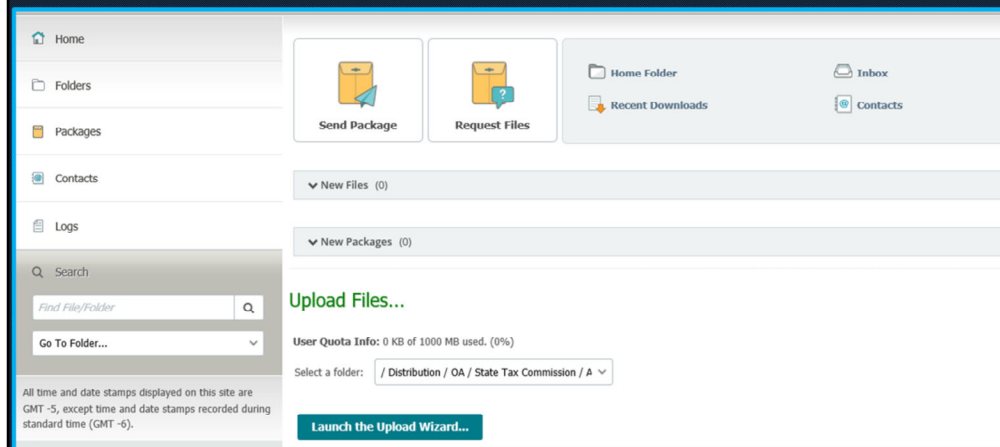 Home
Folders
Packages
Contacts
Logs
Search
Find File/Folder
Go To Folder...
All time and date stamps displayed on this site are
GMT -5, except time and date stamps recorded during
standard time (GMT -6).
Send Package
Request Files
Home Folder
Inbox
Recent Downloads
Contacts
New Files (0)
New Packages (0)
Upload Files...
User Quota Info: 0 KB of 1000 MB used. (0%)
Select a folder: / Distribution / OA / State Tax Commission / A
Launch the Upload Wizard...